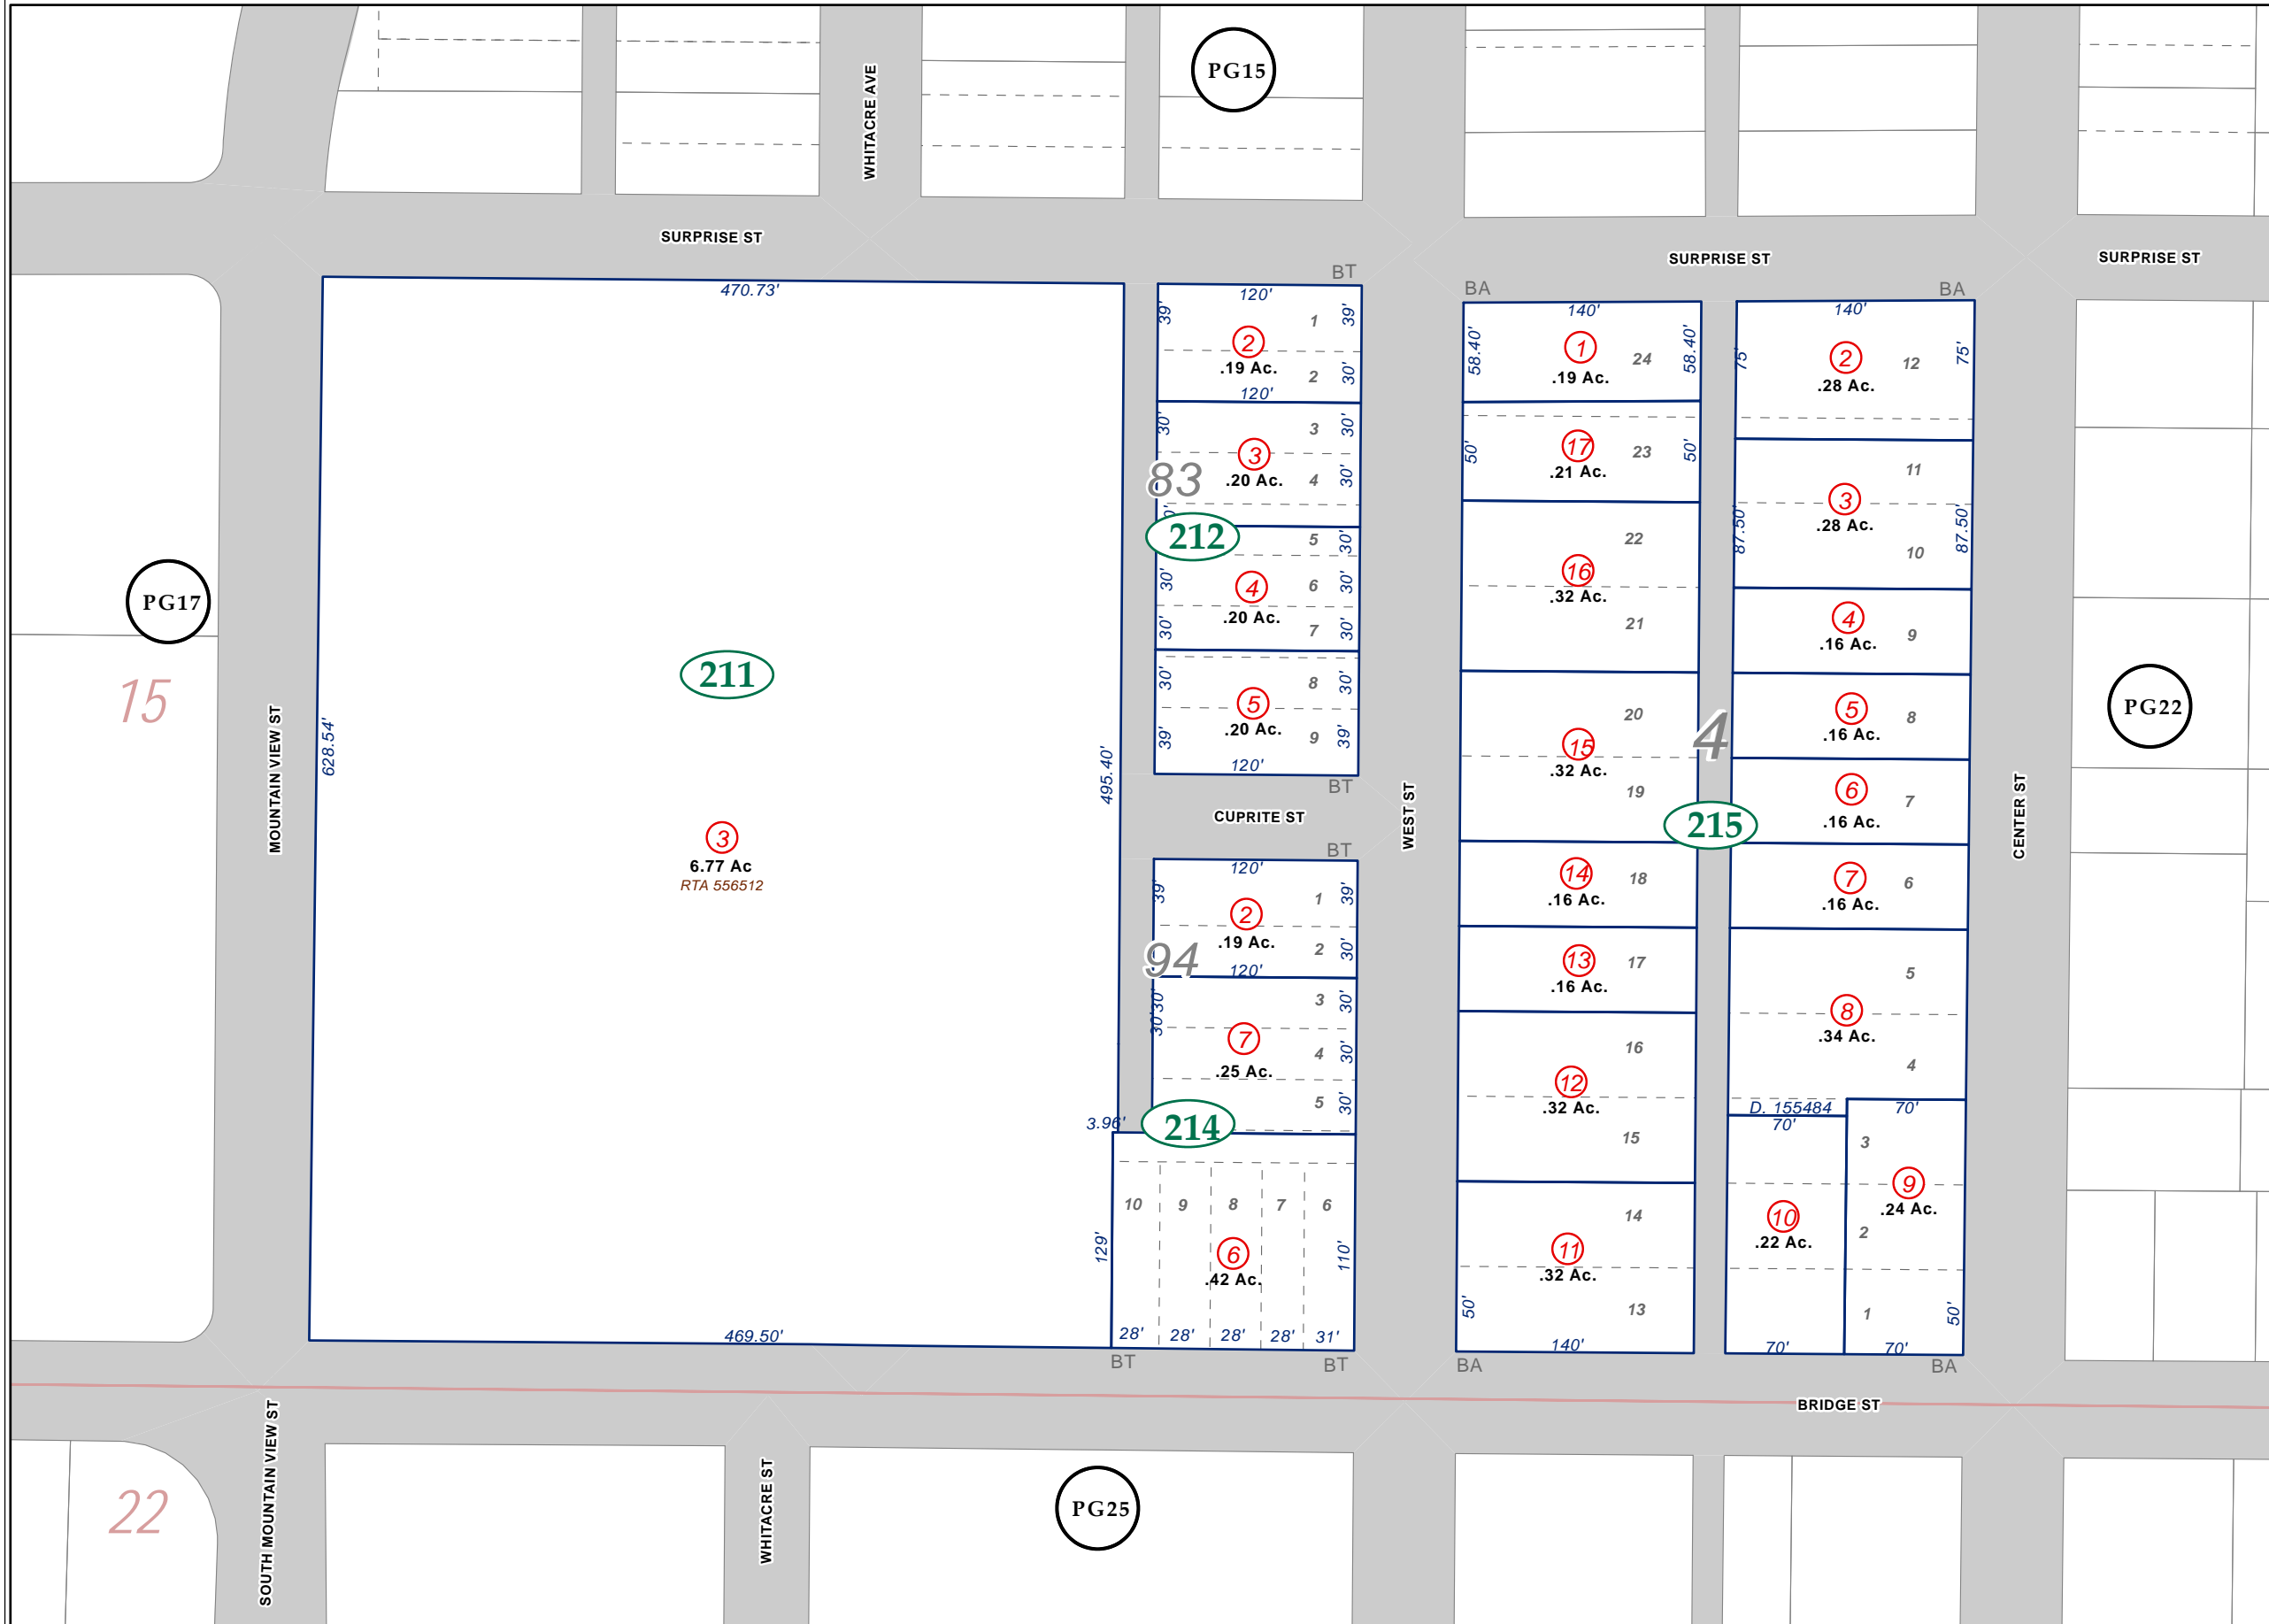 PG15
WHITACRE AVE
SURPRISE ST
SURPRISE ST
SURPRISE ST
BT
BA
BA
470.73'
628.54'
495.40'
211
3
6.77 Ac
RTA 556512
469.50'
3.96'
MOUNTAIN VIEW ST
PG17
15
120'
39'
1
39'
2
.19 Ac.
2
30'
120'
30'
3
30'
3
.20 Ac.
4
30'
83
212
5
30'
30'
4
.20 Ac.
6
30'
30'
7
30'
30'
8
30'
5
.20 Ac.
39'
9
39'
120'
BT
CUPRITE ST
BT
120'
39'
1
39'
2
.19 Ac.
2
30'
94
120'
30'
30'
3
30'
7
.25 Ac.
4
30'
5
30'
214
10
9
8
7
6
129'
6
.42 Ac.
110'
28'
28'
28'
28'
31'
BT
BT
WEST ST
140'
58.40'
1
.19 Ac.
24
58.40'
50'
17
.21 Ac.
23
50'
22
16
.32 Ac.
21
20
15
.32 Ac.
19
14
.16 Ac.
18
13
.16 Ac.
17
16
12
.32 Ac.
15
14
11
.32 Ac.
13
50'
140'
BA
4
215
140'
75'
2
.28 Ac.
12
75'
11
3
.28 Ac.
10
87.50'
87.50'
4
.16 Ac.
9
5
.16 Ac.
8
6
.16 Ac.
7
7
.16 Ac.
6
5
8
.34 Ac.
4
D. 155484
70'
70'
3
9
.24 Ac.
10
.22 Ac.
2
1
50'
70'
70'
BA
CENTER ST
PG22
BRIDGE ST
22
SOUTH MOUNTAIN VIEW ST
WHITACRE ST
PG25